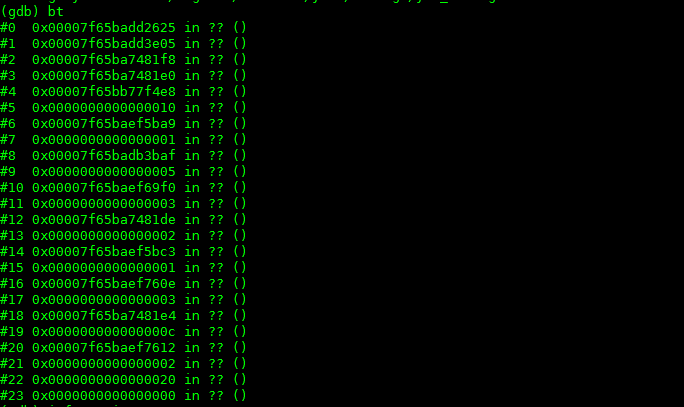 (gdb) bt
#0  0x00007f65badd2625 in ?? ()
#1  0x00007f65badd3e05 in ?? ()
#2  0x00007f65ba7481f8 in ?? ()
#3  0x00007f65ba7481e0 in ?? ()
#4  0x00007f65bb77f4e8 in ?? ()
#5  0x0000000000000010 in ?? ()
#6  0x00007f65baef5ba9 in ?? ()
#7  0x0000000000000001 in ?? ()
#8  0x00007f65badb3baf in ?? ()
#9  0x0000000000000005 in ?? ()
#10 0x00007f65baef69f0 in ?? ()
#11 0x0000000000000003 in ?? ()
#12 0x00007f65ba7481de in ?? ()
#13 0x0000000000000002 in ?? ()
#14 0x00007f65baef5bc3 in ?? ()
#15 0x0000000000000001 in ?? ()
#16 0x00007f65baef760e in ?? ()
#17 0x0000000000000003 in ?? ()
#18 0x00007f65ba7481e4 in ?? ()
#19 0x000000000000000c in ?? ()
#20 0x00007f65baef7612 in ?? ()
#21 0x0000000000000002 in ?? ()
#22 0x0000000000000020 in ?? ()
#23 0x0000000000000000 in ?? ()